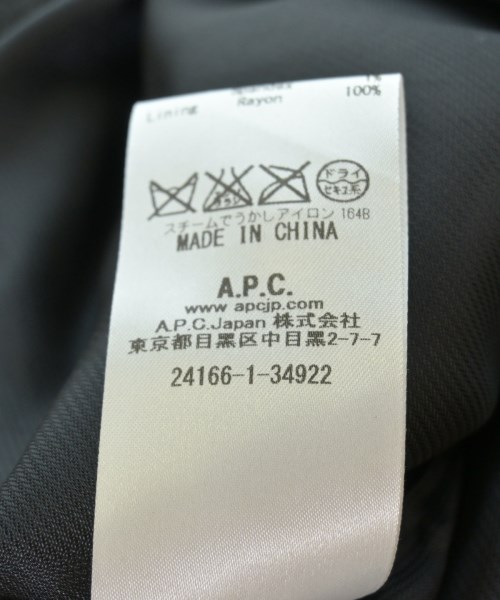 1%
Lining Rayon 100%
ドライ
セキユ系
スチームでうかしアイロン 164B
MADE IN CHINA
A.P.C.
www.apcjp.com
A.P.C.Japan 株式会社
東京都目黒区中目黒2-7-7
24166-1-34922